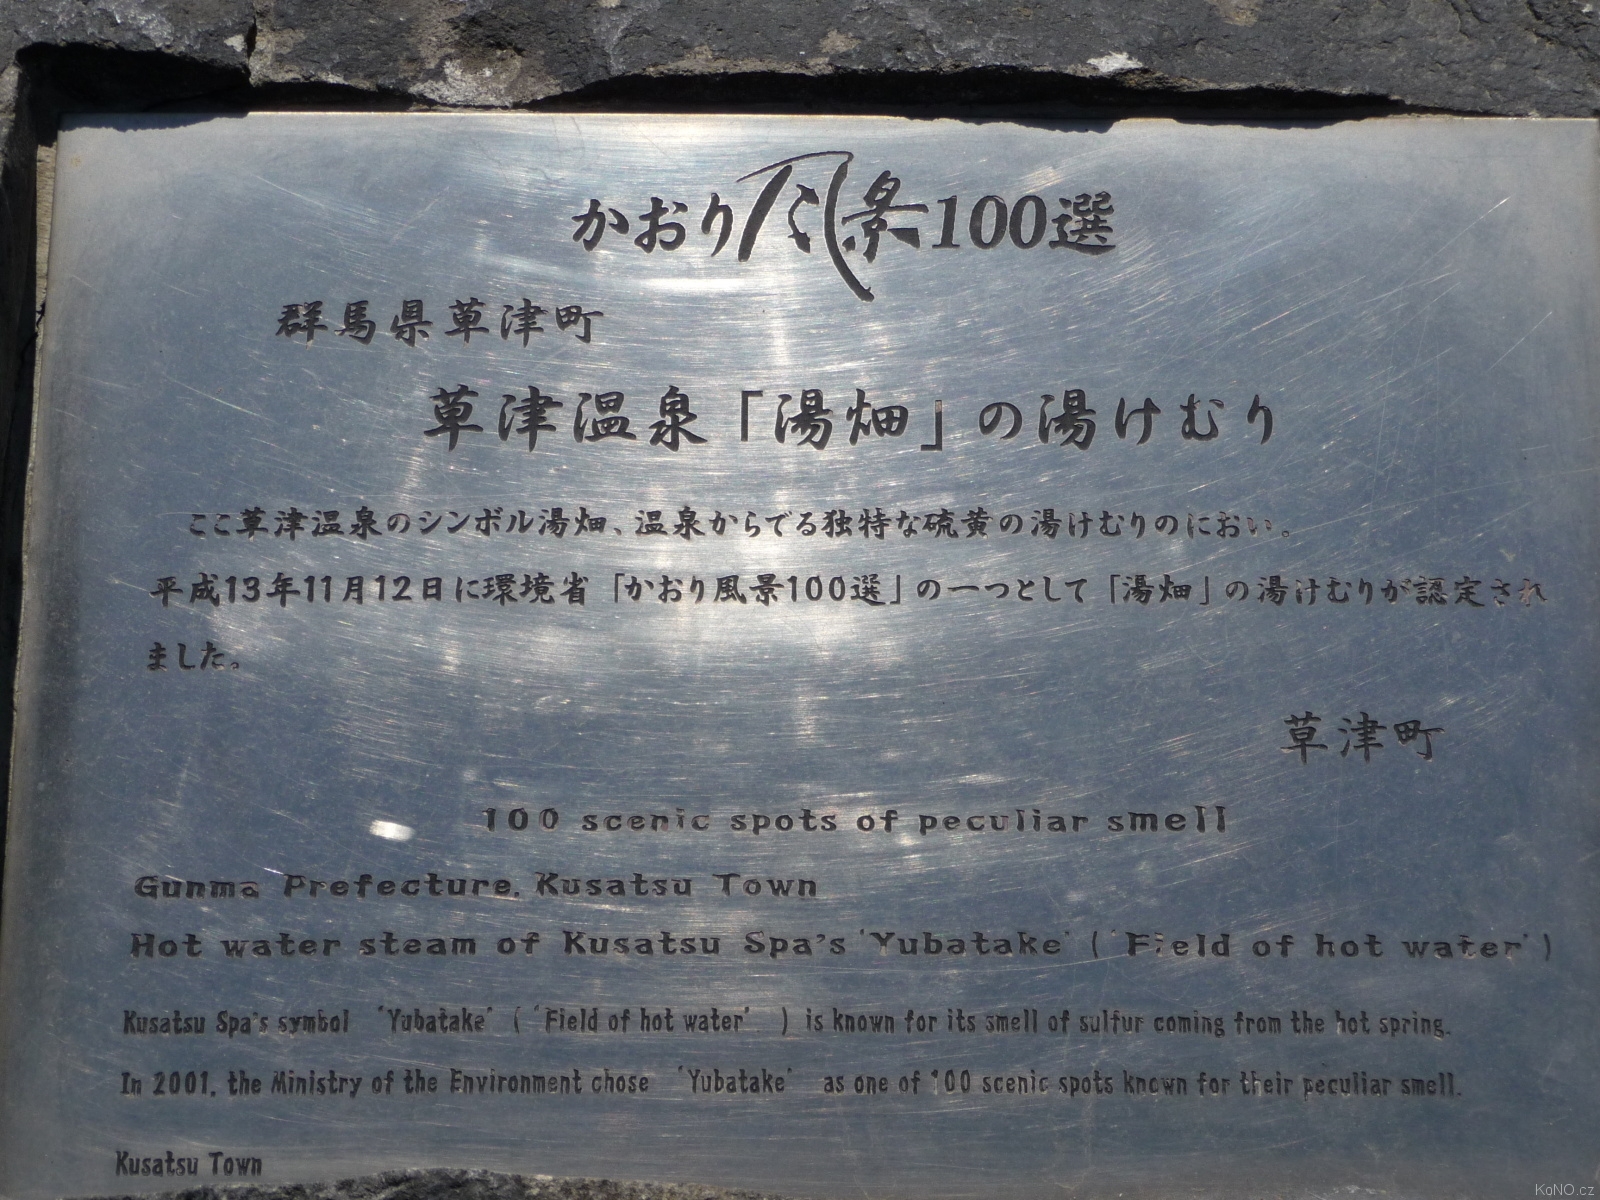 かおり風景100選
群馬県草津町
草津温泉「湯畑」の湯けむり
ここ草津温泉のシンボル湯畑、温泉からでる独特な硫黄の湯けむりのにおい。
平成13年11月12日に環境省「かおり風景100選」の一つとして「湯畑」の湯けむりが認定され
ました。
草津町
100 scenic spots of peculiar smell
Gunma Prefecture, Kusatsu Town
Hot water steam of Kusatsu Spa's 'Yubatake' ( 'Field of hot water' )
Kusatsu Spa's symbol 'Yubatake' ( 'Field of hot water' ) is known for its smell of sulfur coming from the hot spring.
In 2001, the Ministry of the Environment chose 'Yubatake' as one of 100 scenic spots known for their peculiar smell.
Kusatsu Town
KoNO.cz